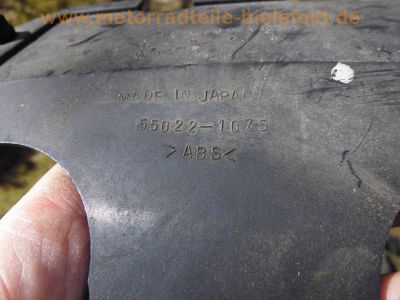 www.motorradteile-bielefeld.de
MADE IN JAPAN
55022-1075
>ABS<